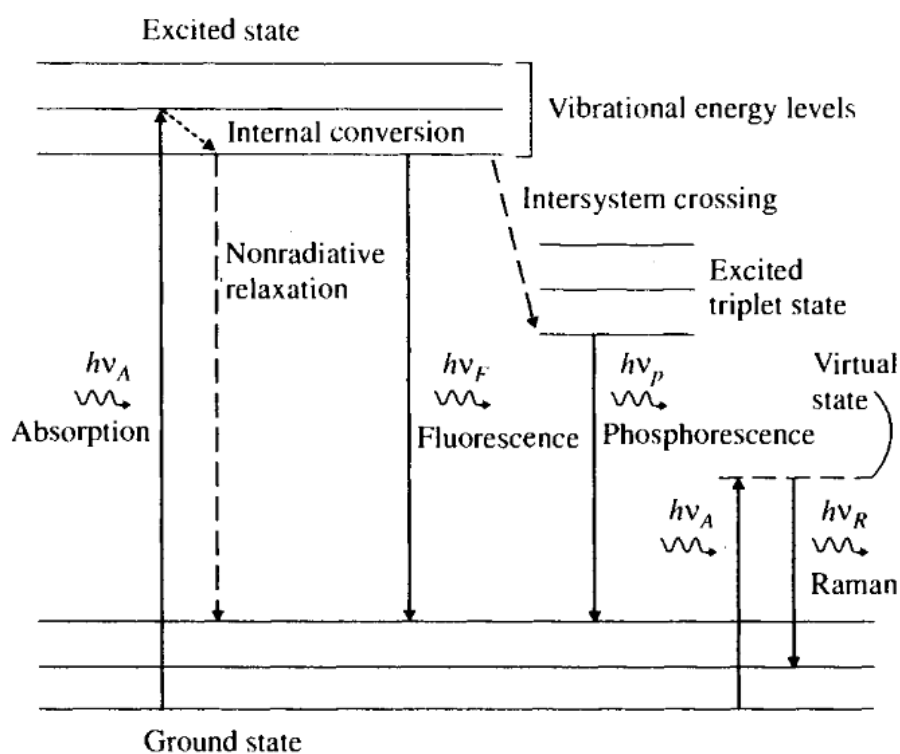 Excited state
Vibrational energy levels
Internal conversion
Intersystem crossing
Nonradiative
relaxation
Excited
triplet state
hνA
Absorption
hνF
Fluorescence
hνp
Phosphorescence
Virtual
state
hνA
hνR
Raman
Ground state